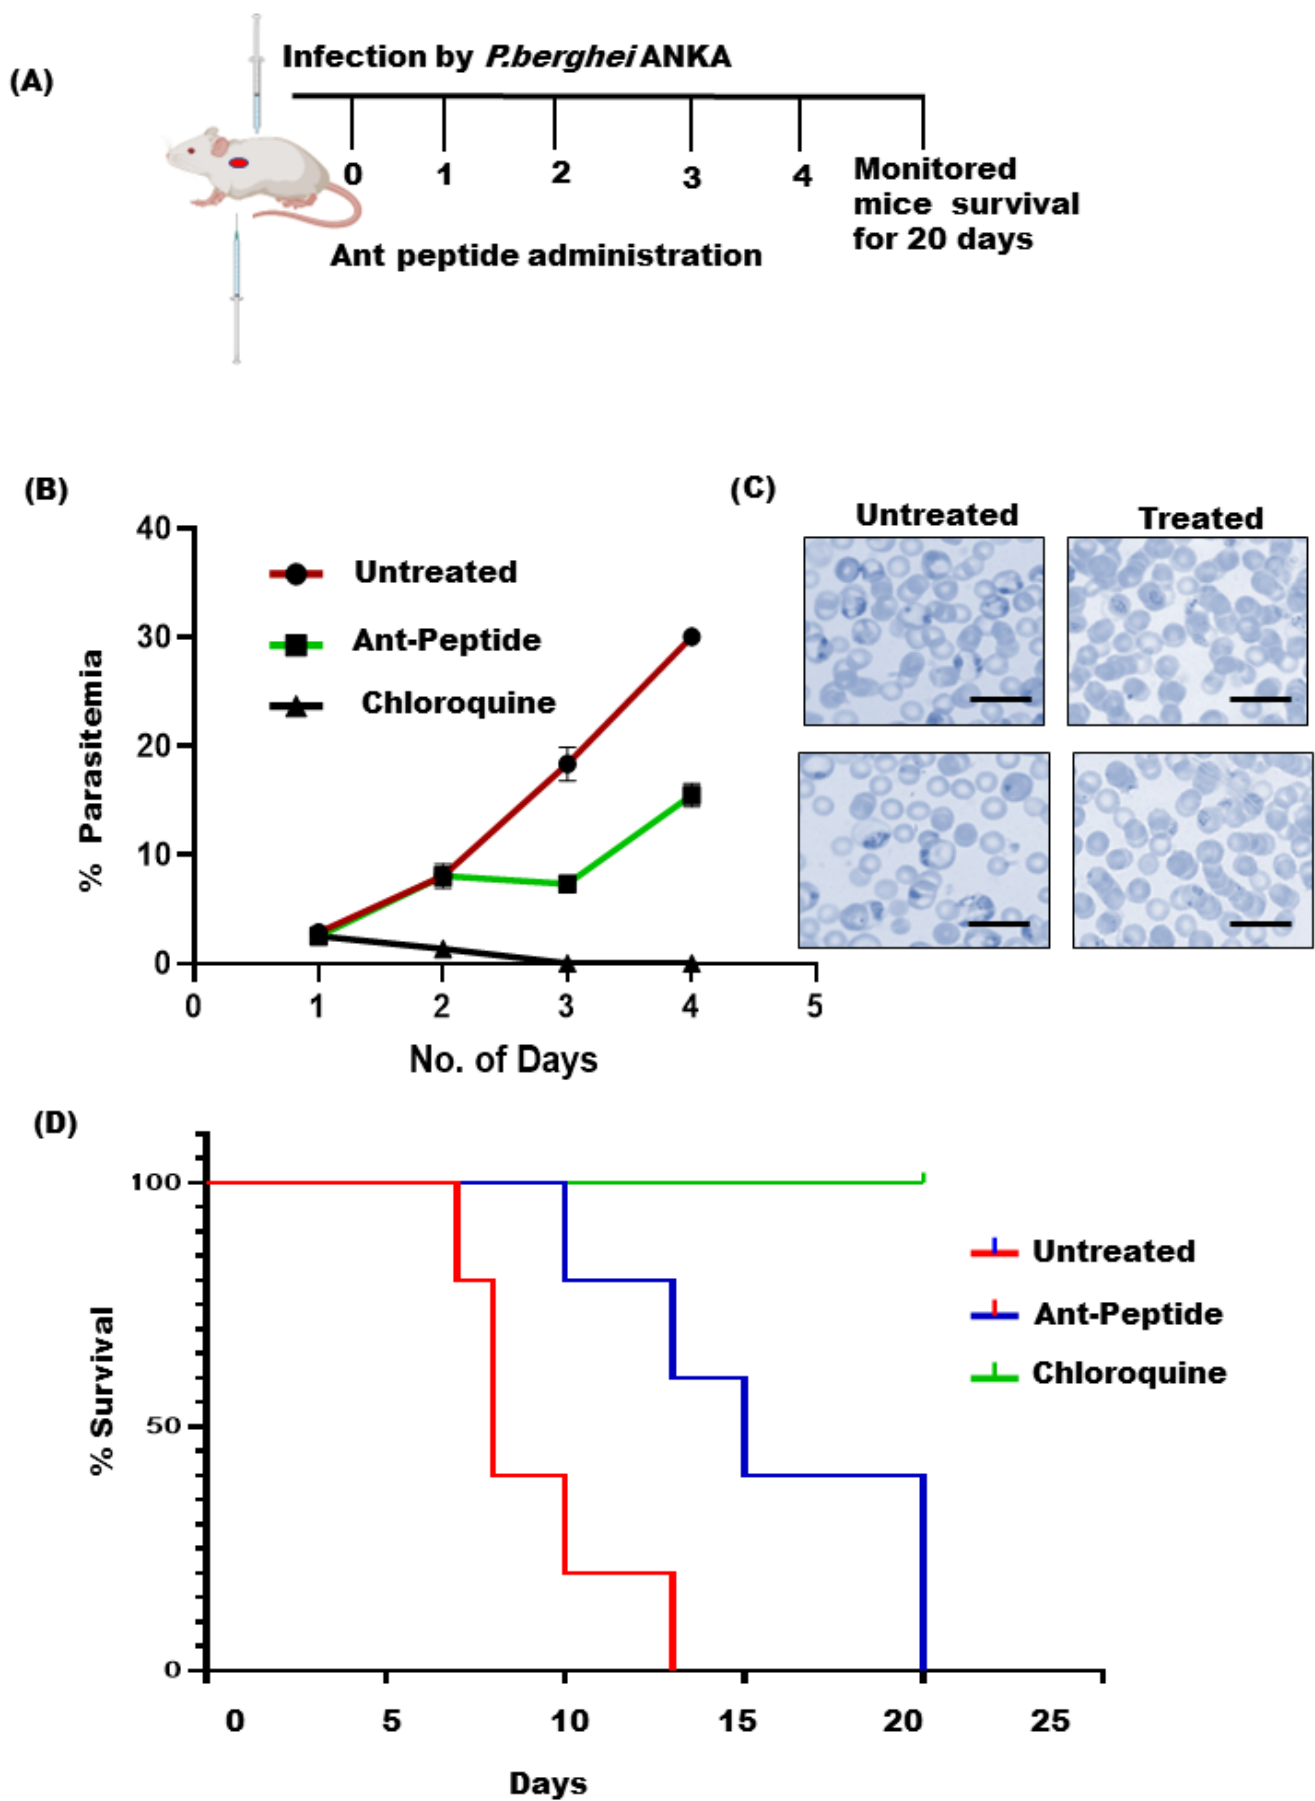 (A)
Infection by P.berghei ANKA
0 1 2 3 4
Monitored
mice survival
for 20 days
Ant peptide administration
(B)
% Parasitemia
40
30
20
10
0
Untreated
Ant-Peptide
Chloroquine
0 1 2 3 4 5
No. of Days
(C)
Untreated Treated
(D)
% Survival
100
50
0
Untreated
Ant-Peptide
Chloroquine
0 5 10 15 20 25
Days